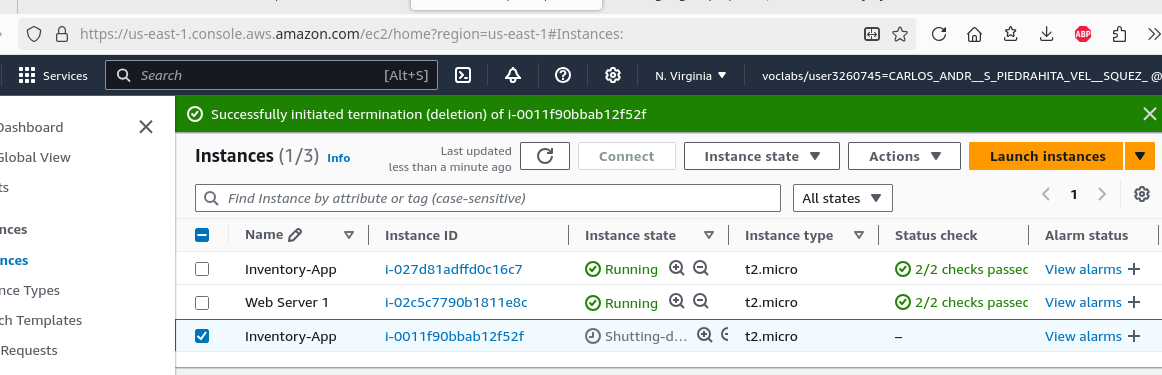 https://us-east-1.console.aws.amazon.com/ec2/home?region=us-east-1#Instances:
ABP
Services
Search [Alt+S]
N. Virginia
voclabs/user3260745=CARLOS_ANDR__S_PIEDRAHITA_VEL__SQUEZ_ @
Successfully initiated termination (deletion) of i-0011f90bbab12f52f
Dashboard
Global View
ts
nces
nces
nce Types
ch Templates
Requests
Instances (1/3) Info
Last updated
less than a minute ago
Connect
Instance state
Actions
Launch instances
Find Instance by attribute or tag (case-sensitive)
All states
1
Name Instance ID Instance state Instance type Status check Alarm status
Inventory-App i-027d81adffd0c16c7 Running t2.micro 2/2 checks passec View alarms +
Web Server 1 i-02c5c7790b1811e8c Running t2.micro 2/2 checks passec View alarms +
Inventory-App i-0011f90bbab12f52f Shutting-d... t2.micro – View alarms +